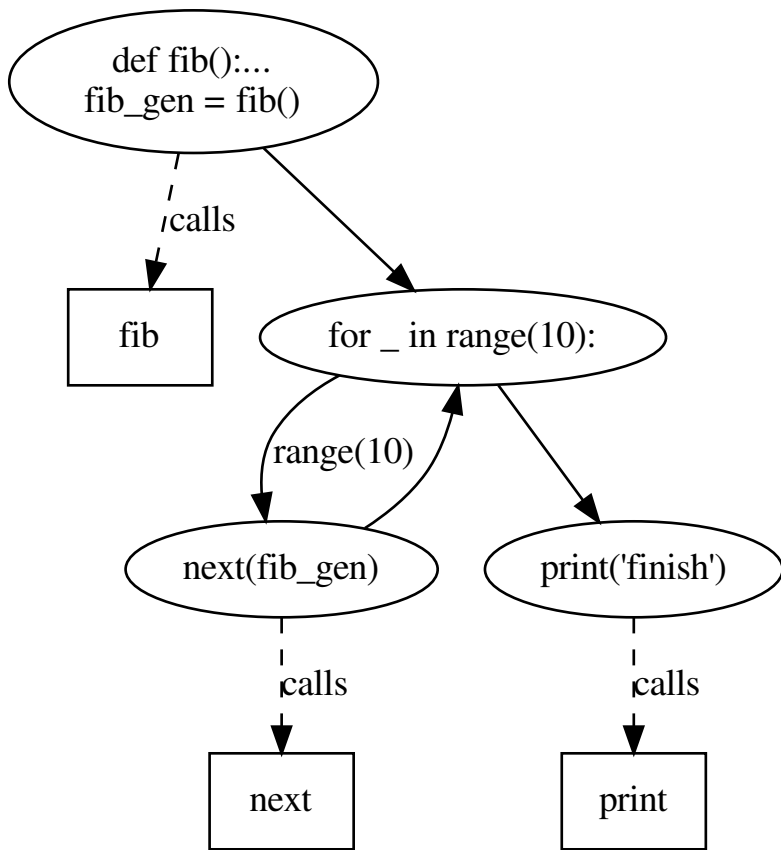 def fib():...
fib_gen = fib()
calls
fib
for _ in range(10):
range(10)
next(fib_gen)
print('finish')
calls
calls
next
print